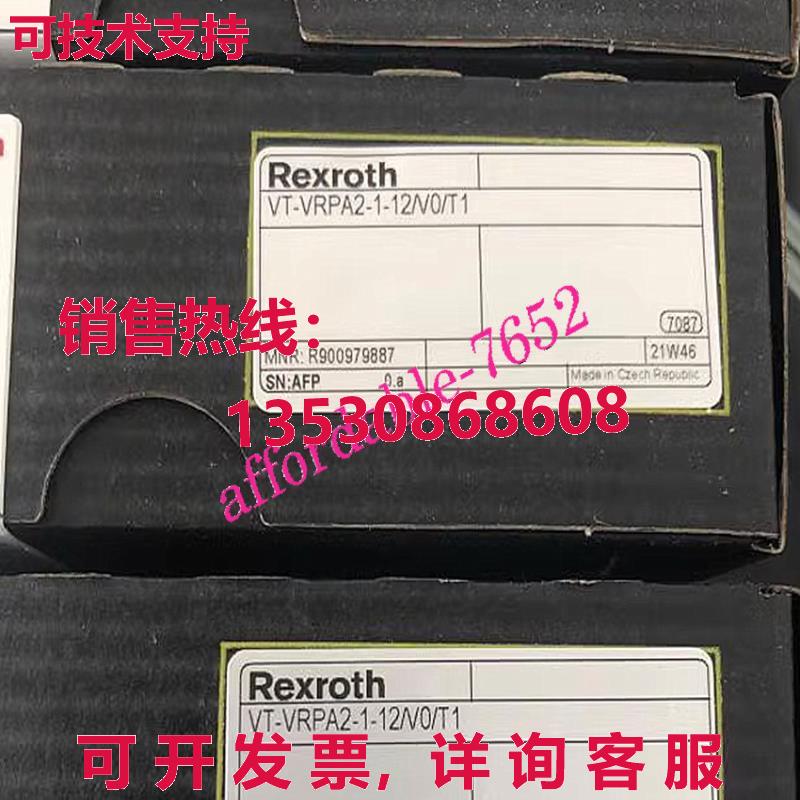 可技术支持
Rexroth
VT-VRPA2-1-12/V0/T1
销售热线：
7087
MNR: R900979887
21W46
SN:AFP 0.a
Made in Czech Republic
13530868608
affordable-7652
Rexroth
VT-VRPA2-1-12/V0/T1
可开发票, 详询客服